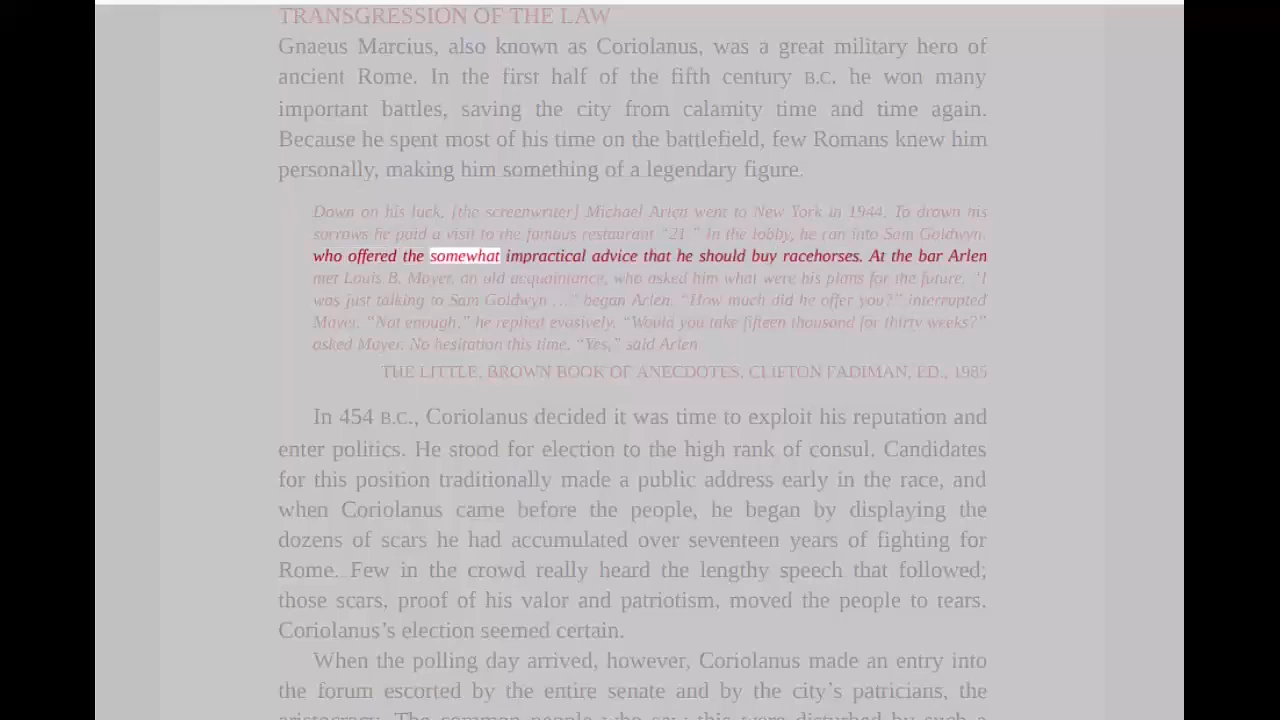 TRANSGRESSION OF THE LAW
Gnaeus Marcius, also known as Coriolanus, was a great military hero of
ancient Rome. In the first half of the fifth century B.C. he won many
important battles, saving the city from calamity time and time again.
Because he spent most of his time on the battlefield, few Romans knew him
personally, making him something of a legendary figure.
Down on his luck, [the screenwriter] Michael Arlen went to New York in 1944. To drown his
sorrows he paid a visit to the famous restaurant “21.” In the lobby, he ran into Sam Goldwyn,
who offered the somewhat impractical advice that he should buy racehorses. At the bar Arlen
met Louis B. Mayer, an old acquaintance, who asked him what were his plans for the future. “I
was just talking to Sam Goldwyn …” began Arlen. “How much did he offer you?” interrupted
Mayer. “Not enough,” he replied evasively. “Would you take fifteen thousand for thirty weeks?”
asked Mayer. No hesitation this time. “Yes,” said Arlen.
THE LITTLE, BROWN BOOK OF ANECDOTES, CLIFTON FADIMAN, ED., 1985
In 454 B.C., Coriolanus decided it was time to exploit his reputation and
enter politics. He stood for election to the high rank of consul. Candidates
for this position traditionally made a public address early in the race, and
when Coriolanus came before the people, he began by displaying the
dozens of scars he had accumulated over seventeen years of fighting for
Rome. Few in the crowd really heard the lengthy speech that followed;
those scars, proof of his valor and patriotism, moved the people to tears.
Coriolanus’s election seemed certain.
When the polling day arrived, however, Coriolanus made an entry into
the forum escorted by the entire senate and by the city’s patricians, the
aristocracy. The common people who saw this were disturbed by such a